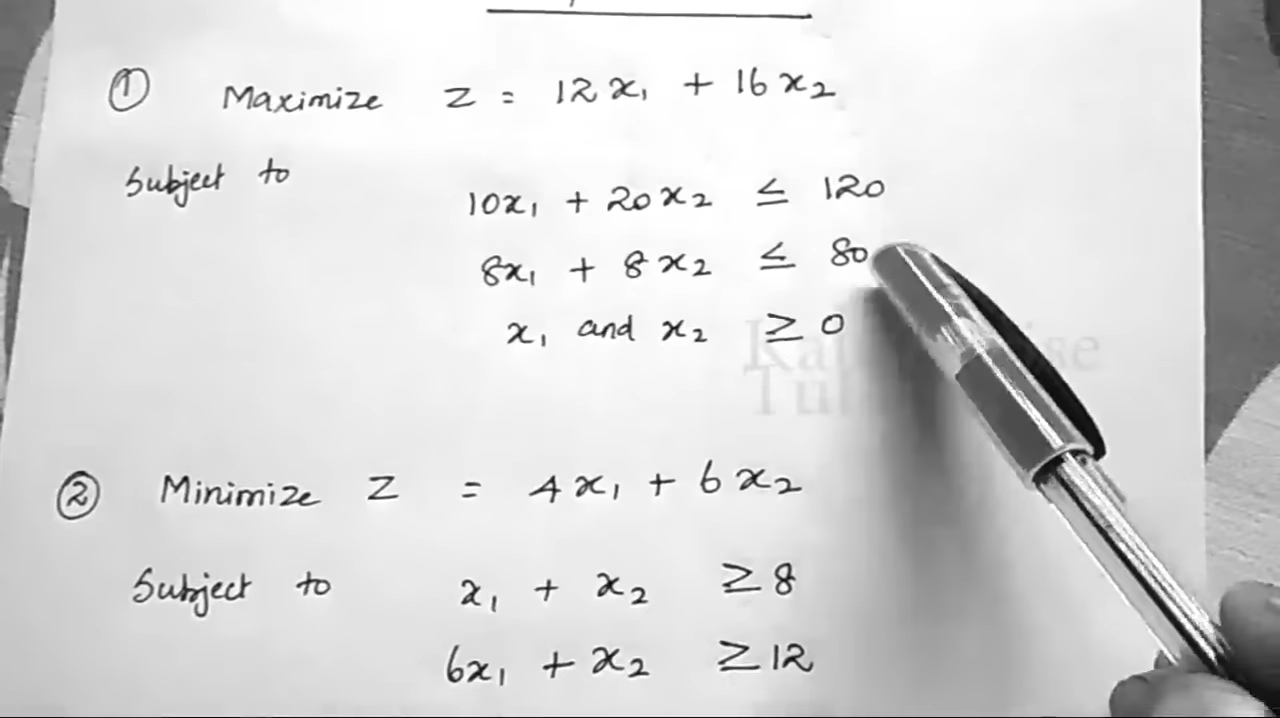 ① Maximize Z = 12x₁ + 16x₂
Subject to
10x₁ + 20x₂ ≤ 120
8x₁ + 8x₂ ≤ 80
x₁ and x₂ ≥ 0
② Minimize Z = 4x₁ + 6x₂
Subject to x₁ + x₂ ≥ 8
6x₁ + x₂ ≥ 12